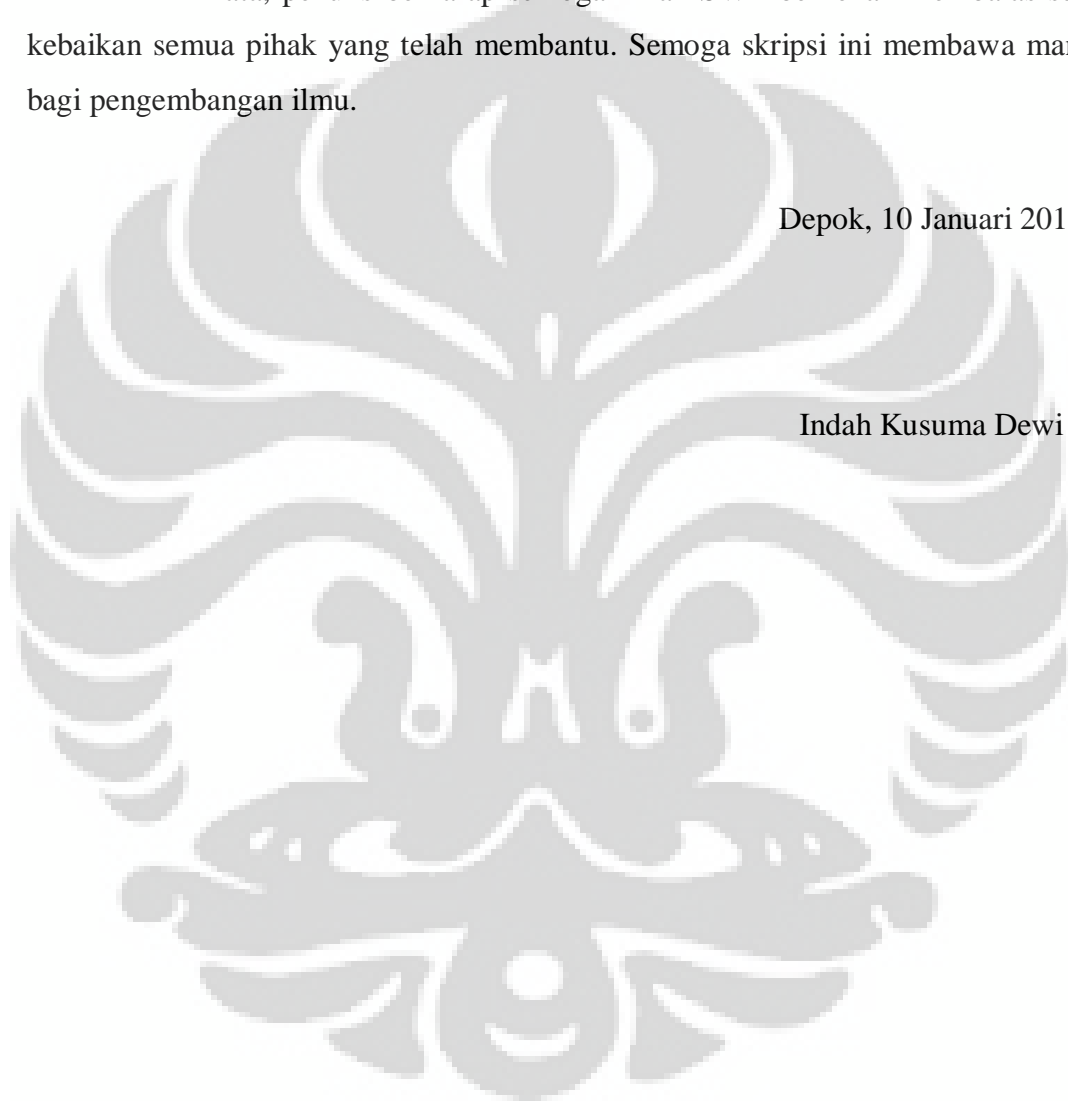 kebaikan semua pihak yang telah membantu. Semoga skripsi ini membawa
bagi pengembangan ilmu.
Depok, 10 Januari 201
Indah Kusuma Dewi